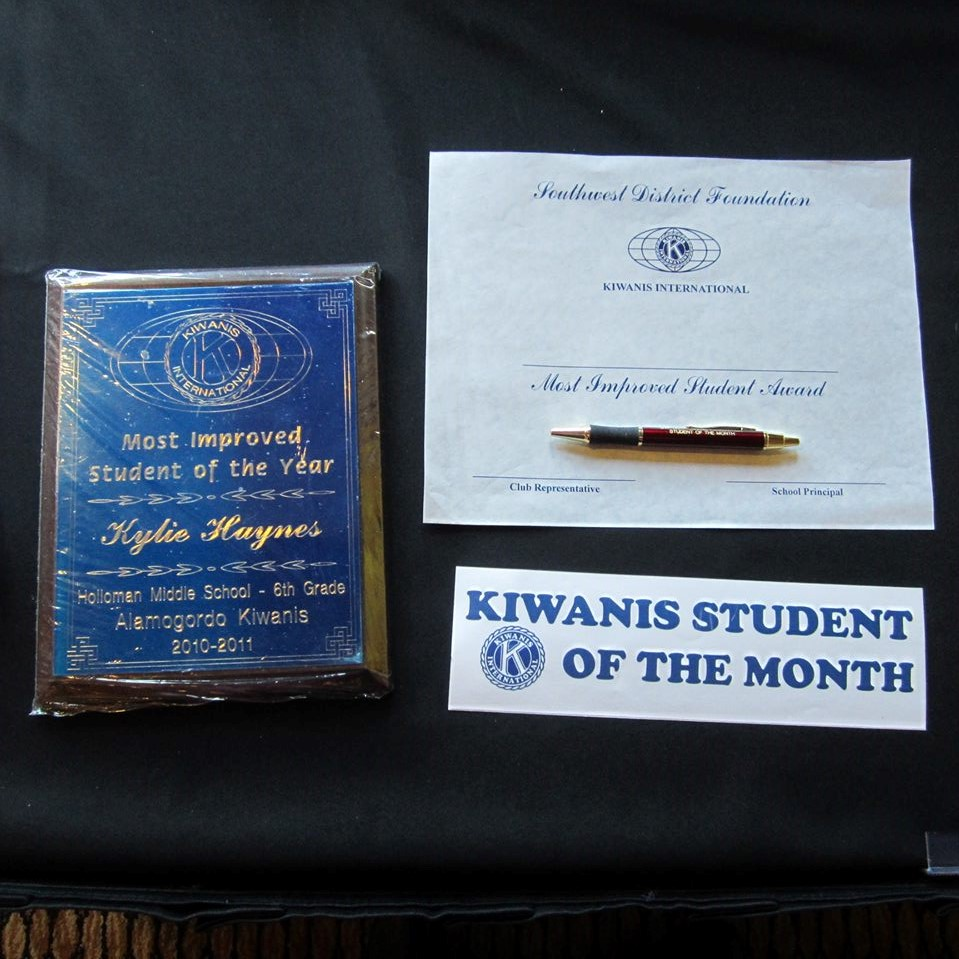 KIWANIS
K
INTERNATIONAL
Most Improved
Student of the Year
Kylie Haynes
Holloman Middle School - 6th Grade
Alamogordo Kiwanis
2010-2011
Southwest District Foundation
K
KIWANIS INTERNATIONAL
Most Improved Student Award
STUDENT OF THE MONTH
Club Representative
School Principal
KIWANIS STUDENT
OF THE MONTH
KIWANIS
K
INTERNATIONAL